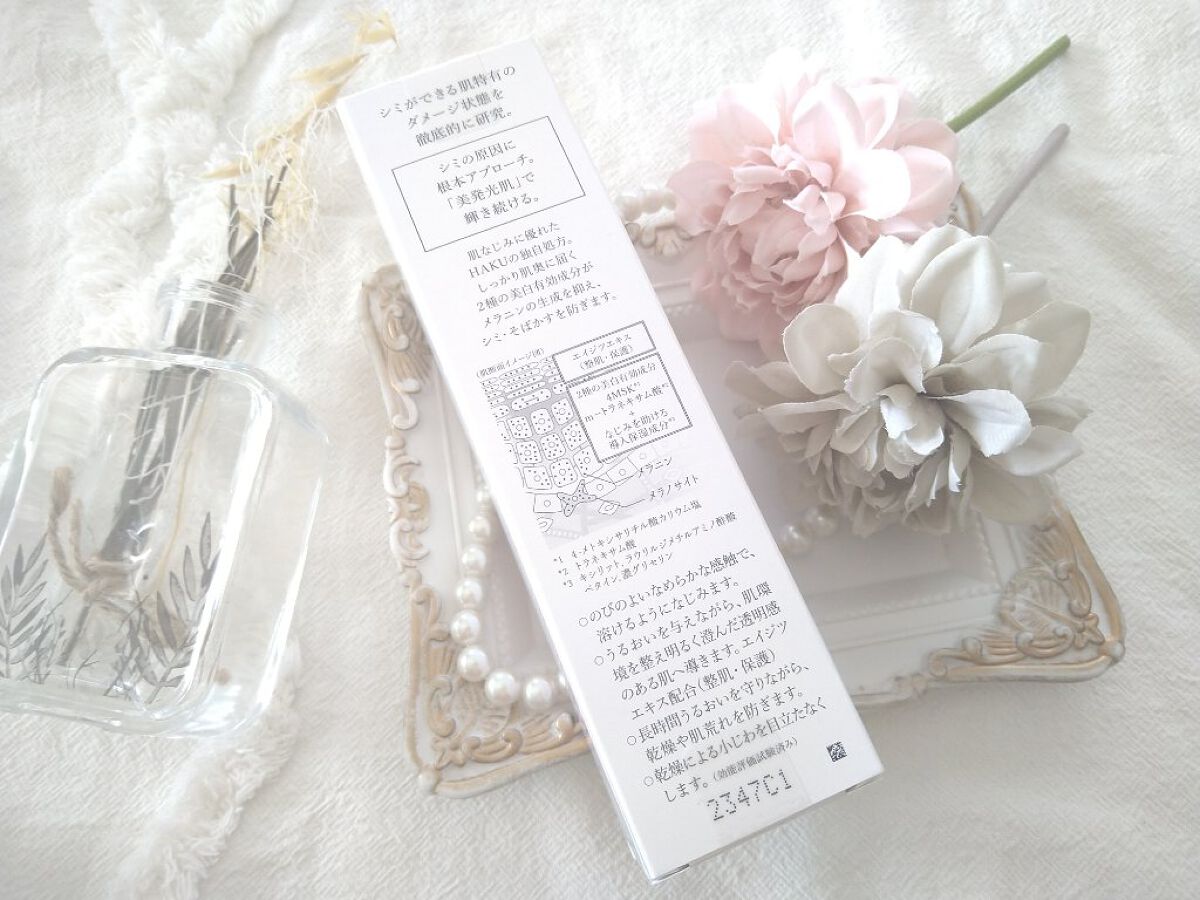 シミができる肌特有の
ダメージ状態を
徹底的に研究。
シミの原因に
根本アプローチ。
「美発光肌」で
輝き続ける。
肌なじみに優れた
HAKUの独自処方。
しっかり肌奥に届く
2種の美白有効成分が
メラニンの生成を抑え、
シミ・そばかすを防ぎます。
(肌断面イメージ図)
エイジツエキス
(整肌・保護)
2種の美白有効成分
4MSK*1
m-トラネキサム酸*2
+
なじみを助ける
導入保湿成分*3
メラニン
メラノサイト
*1 4-メトキシサリチル酸カリウム塩
*2 トラネキサム酸
*3 キシリット、ラウリルジメチルアミノ酢酸
ベタイン、濃グリセリン
○のびのよいなめらかな感触で、
溶けるようになじみます。
○うるおいを与えながら、肌環
境を整え明るく澄んだ透明感
のある肌へ導きます。エイジツ
エキス配合(整肌・保護)
○長時間うるおいを守りながら、
乾燥や肌荒れを防ぎます。
○乾燥による小じわを目立たなく
します。(効能評価試験済み)
2347C1